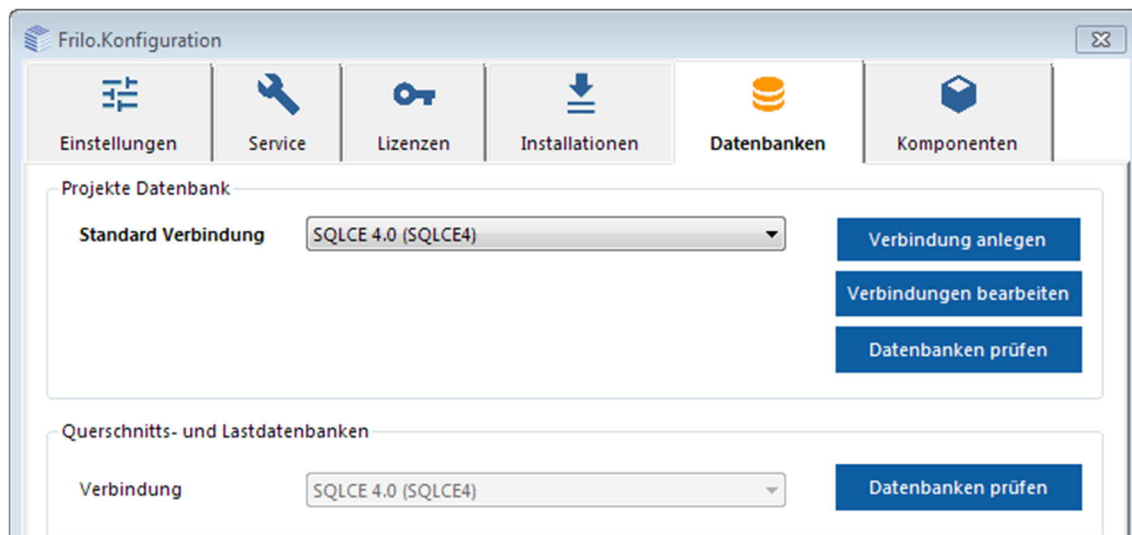 Frilo.Konfiguration
Einstellungen Service Lizenzen Installationen Datenbanken Komponenten
Projekte Datenbank
Standard Verbindung SQLCE 4.0 (SQLCE4) Verbindung anlegen
Verbindungen bearbeiten
Datenbanken prüfen
Querschnitts- und Lastdatenbanken
Verbindung SQLCE 4.0 (SQLCE4) Datenbanken prüfen